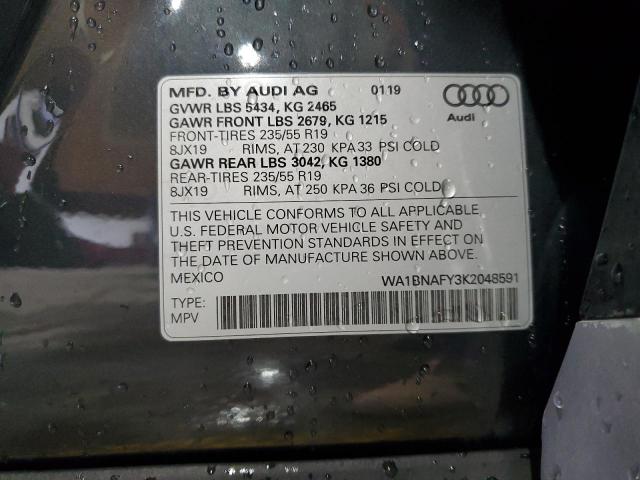 MFD. BY AUDI AG 0119
GVWR LBS 5434, KG 2465
GAWR FRONT LBS 2679, KG 1215
FRONT-TIRES 235/55 R19
8JX19 RIMS, AT 230 KPA 33 PSI COLD
GAWR REAR LBS 3042, KG 1380
REAR-TIRES 235/55 R19
8JX19 RIMS, AT 250 KPA 36 PSI COLD
Audi
THIS VEHICLE CONFORMS TO ALL APPLICABLE
U.S. FEDERAL MOTOR VEHICLE SAFETY AND
THEFT PREVENTION STANDARDS IN EFFECT ON
THE DATE OF MANUFACTURE SHOWN ABOVE.
MEXICO WA1BNAFY3K2048591
TYPE:
MPV